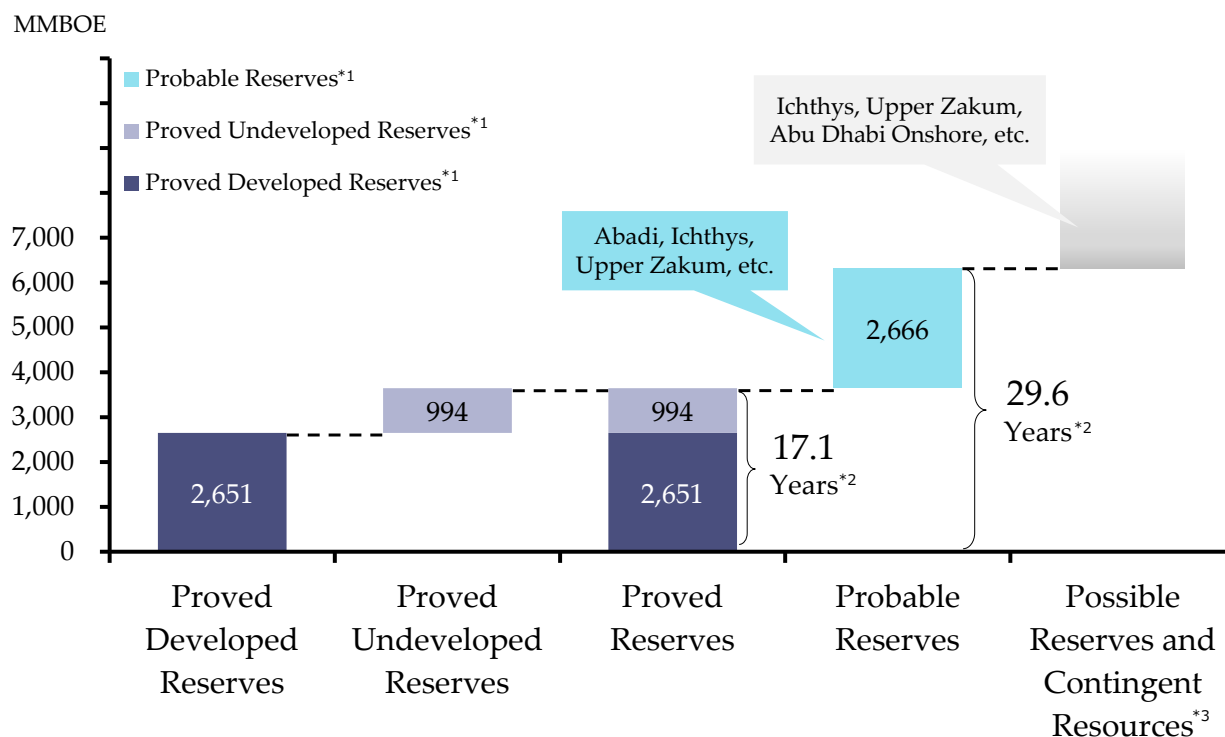 MMBOE
Probable Reserves*1
Proved Undeveloped Reserves*1
Proved Developed Reserves*1
Ichthys, Upper Zakum,
Abu Dhabi Onshore, etc.
Abadi, Ichthys,
Upper Zakum, etc.
7,000
6,000
5,000
4,000
3,000
2,000
1,000
0
2,651
994
994
2,651
17.1
Years*2
2,666
29.6
Years*2
Proved
Developed
Reserves
Proved
Undeveloped
Reserves
Proved
Reserves
Probable
Reserves
Possible
Reserves and
Contingent
Resources*3